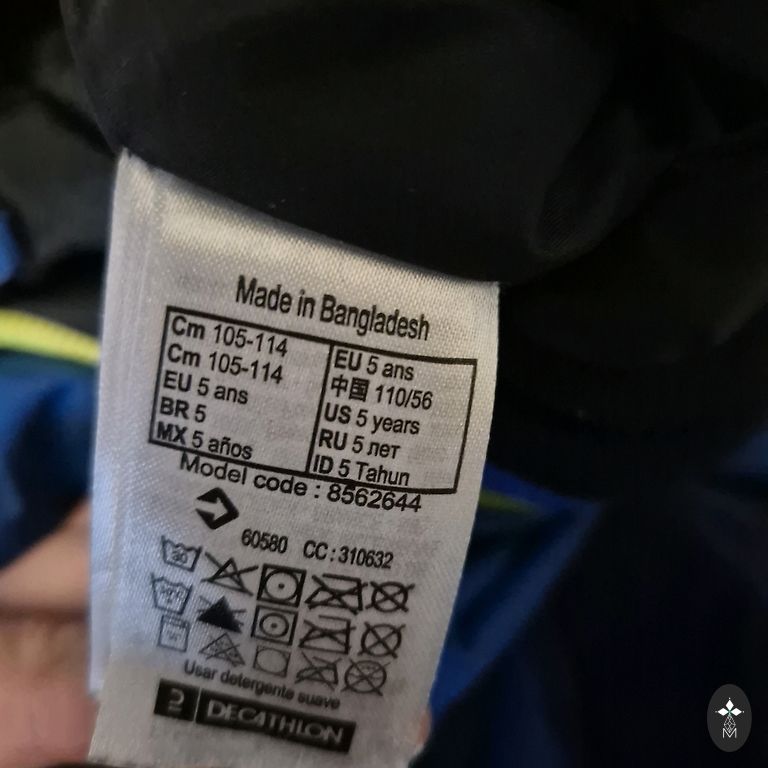 Made in Bangladesh
Cm 105-114
Cm 105-114
EU 5 ans
BR 5
MX 5 años
EU 5 ans
中国 110/56
US 5 years
RU 5 лет
ID 5 Tahun
Model code : 8562644
60580 CC : 310632
30
Usar detergente suave
2 DECATHLON
M